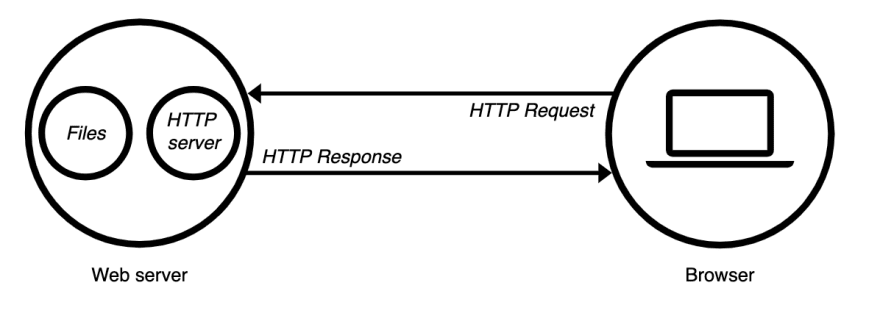 Files
HTTP
server
HTTP Request
HTTP Response
Web server
Browser